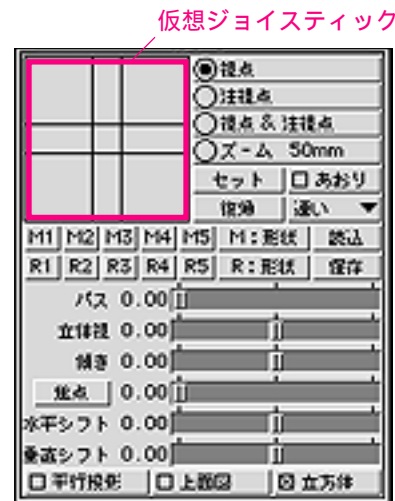 仮想ジョイスティック
視点
注視点
視点 & 注視点
ズーム 50mm
セット あおり
復帰 速い
M1 M2 M3 M4 M5 M:形状 読込
R1 R2 R3 R4 R5 R:形状 保存
パス 0.00
立体視 0.00
傾き 0.00
焦点 0.00
水平シフト 0.00
垂直シフト 0.00
平行投影 上面図 立方体